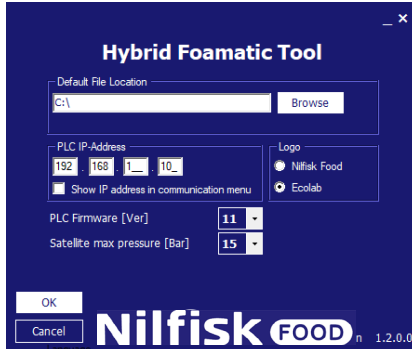 _ ×
Hybrid Foamatic Tool
Default File Location
C:\
Browse
PLC IP-Address
192 . 168 . 1__ . 10_
Show IP address in communication menu
Logo
Nilfisk Food
Ecolab
PLC Firmware [Ver] 11
Satellite max pressure [Bar] 15
OK
Cancel
Nilfisk FOOD n 1.2.0.0